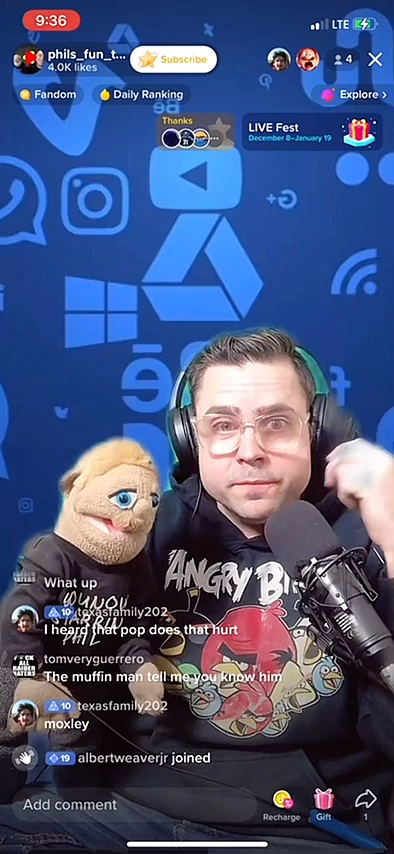 9:36
LTE
phils_fun_t...
4.0K likes
Subscribe
4
Fandom
Daily Ranking
Explore
Thanks
LIVE Fest
December 8–January 19
Bē
G+
Bē
f
ANGRY BI
What up
10 texasfamily202
I heard that pop does that hurt
tomveryguerrero
The muffin man tell me you know him
10 texasfamily202
moxley
19 albertweaverjr joined
Add comment
Recharge
Gift
1